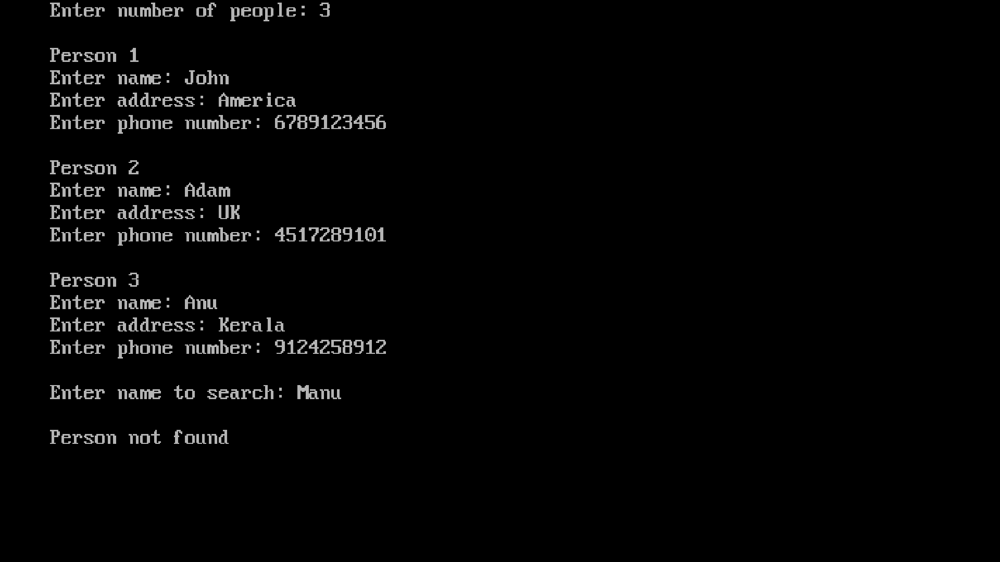 Enter number of people: 3
Person 1
Enter name: John
Enter address: America
Enter phone number: 6789123456
Person 2
Enter name: Adam
Enter address: UK
Enter phone number: 4517289101
Person 3
Enter name: Anu
Enter address: Kerala
Enter phone number: 9124258912
Enter name to search: Manu
Person not found